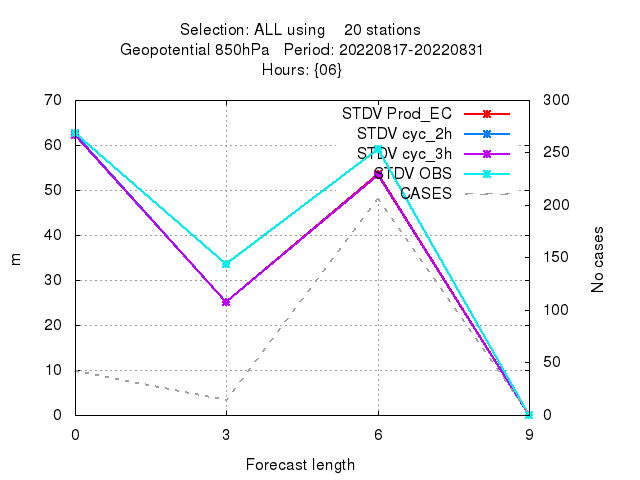 Selection: ALL using    20 stations
Geopotential 850hPa   Period: 20220817-20220831
Hours: {06}
70
60
50
40
30
20
10
0
m
STDV Prod_EC
STDV cyc_2h
STDV cyc_3h
STDV OBS
CASES
300
250
200
150
100
50
0
No cases
0 3 6 9
Forecast length